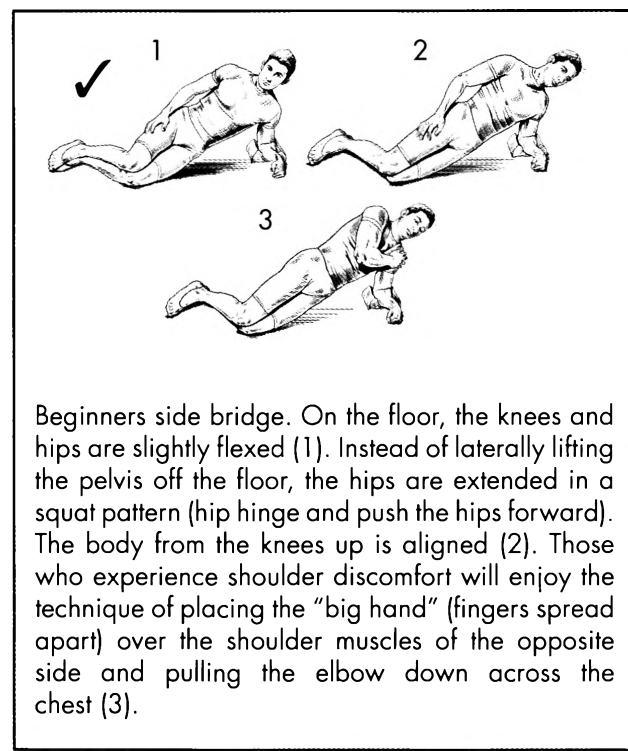 1
2
3
Beginners side bridge. On the floor, the knees and
hips are slightly flexed (1). Instead of laterally lifting
the pelvis off the floor, the hips are extended in a
squat pattern (hip hinge and push the hips forward).
The body from the knees up is aligned (2). Those
who experience shoulder discomfort will enjoy the
technique of placing the “big hand” (fingers spread
apart) over the shoulder muscles of the opposite
side and pulling the elbow down across the
chest (3).